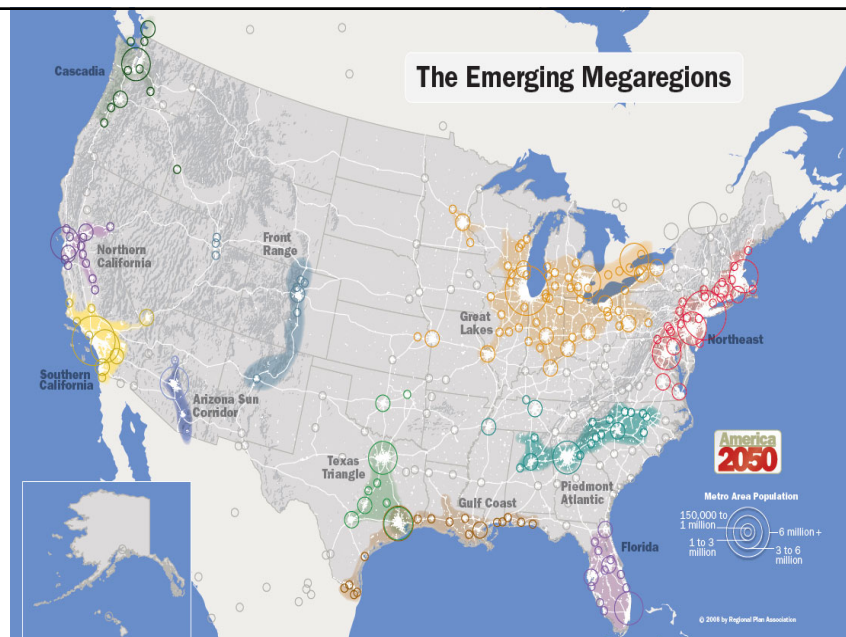 The Emerging Megaregions
Cascadia
Northern
California
Front
Range
Great
Lakes
Northeast
Southern
California
Arizona Sun
Corridor
Texas
Triangle
Gulf Coast
Piedmont
Atlantic
Florida
America
2050
Metro Area Population
150,000 to
1 million
1 to 3
million
6 million+
3 to 6
million
© 2008 by Regional Plan Association